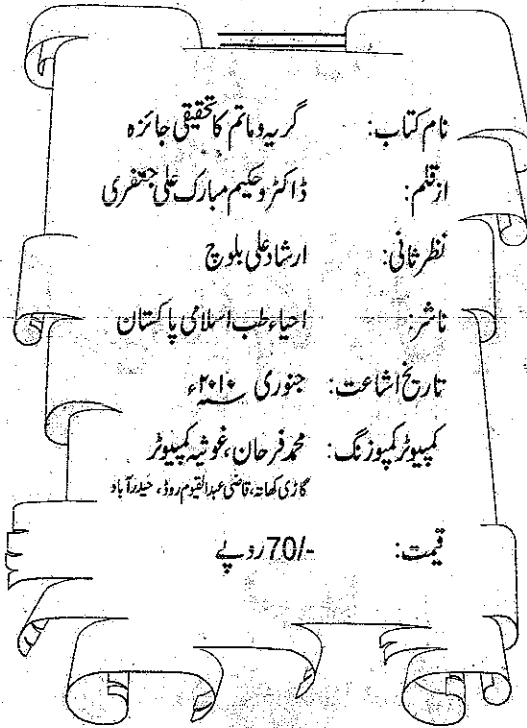 نام کتاب: گریہ و ماتم کا تحقیقی جائزہ
ازقلم: ڈاکٹر و حکیم مبارک علی جعفری
نظر ثانی: ارشاد علی بلوچ
ناشر: احیاء طب اسلامی پاکستان
تاریخ اشاعت: جنوری ۲۰۱۰ء
کمپیوٹر کمپوزنگ: محمد فرحان، غوثیہ کمپیوٹر
گاڑی کھاتہ، قاضی عبدالقیوم روڈ، حیدرآباد
قیمت: 70/- روپے